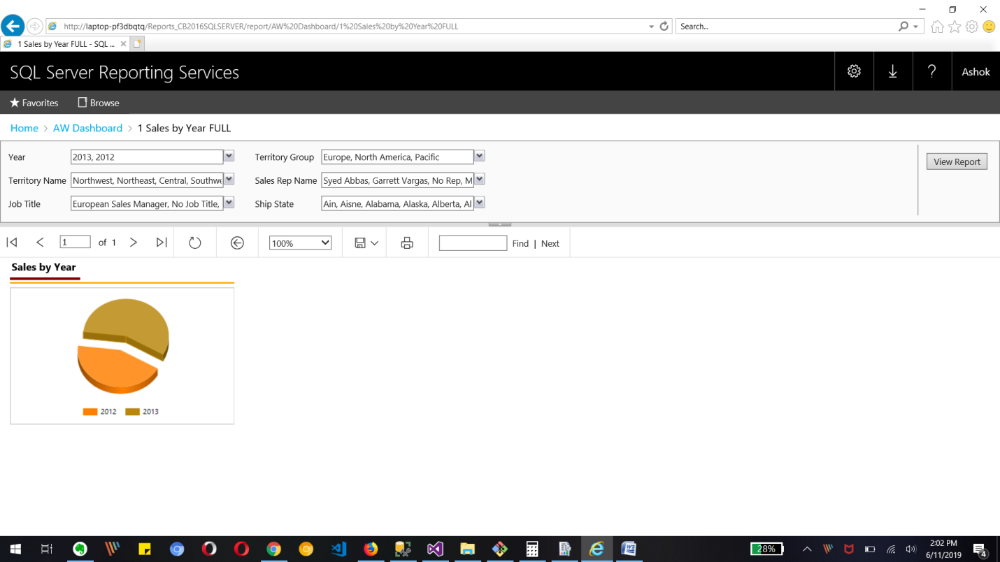 http://laptop-pf3dbqtq/Reports_CB2016SQLSERVER/report/AW%20Dashboard/1%20Sales%20by%20Year%20FULL
Search...
1 Sales by Year FULL - SQL ...
SQL Server Reporting Services
? Ashok
Favorites Browse
Home > AW Dashboard > 1 Sales by Year FULL
Year 2013, 2012 Territory Group Europe, North America, Pacific View Report
Territory Name Northwest, Northeast, Central, Southwe Sales Rep Name Syed Abbas, Garrett Vargas, No Rep, M
Job Title European Sales Manager, No Job Title, Ship State Ain, Aisne, Alabama, Alaska, Alberta, Al
1 of 1 100% Find | Next
Sales by Year
2012 2013
28% 2:02 PM
6/11/2019 4